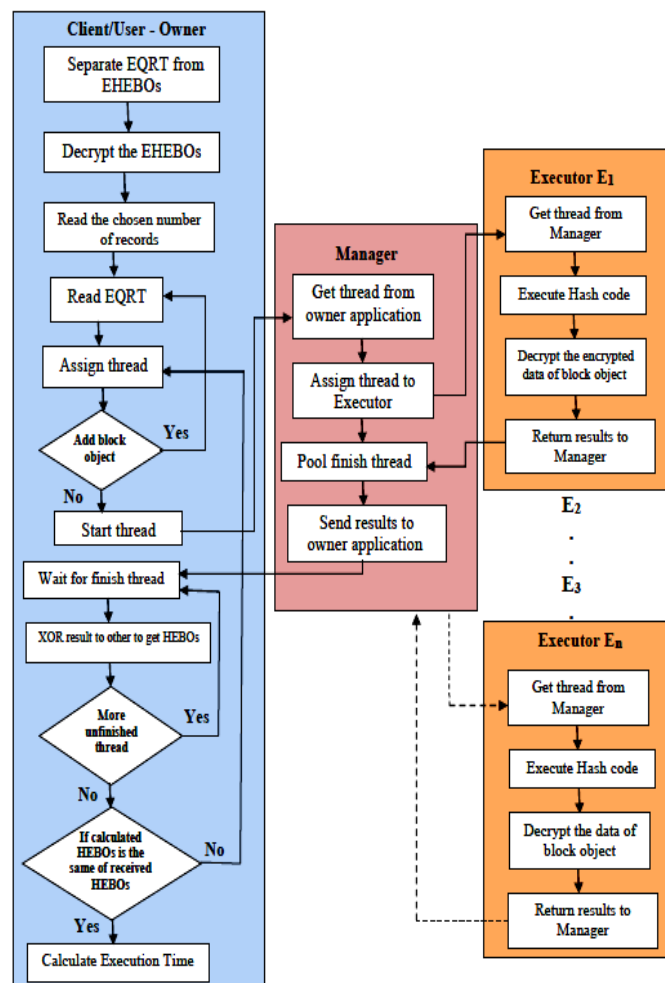 Client/User - Owner
Separate EQRT from
EHEBOs
Decrypt the EHEBOs
Read the chosen number
of records
Read EQRT
Assign thread
Add block
object
Yes
No
Start thread
Wait for finish thread
XOR result to other to get HEBOs
More
unfinished
thread
Yes
No
If calculated
HEBOs is the
same of received
HEBOs
No
Yes
Calculate Execution Time
Manager
Get thread from
owner application
Assign thread to
Executor
Pool finish thread
Send results to
owner application
Executor E1
Get thread from
Manager
Execute Hash code
Decrypt the encrypted
data of block object
Return results to
Manager
E2
.
.
.
E3
.
Executor En
Get thread from
Manager
Execute Hash code
Decrypt the data of
block object
Return results to
Manager